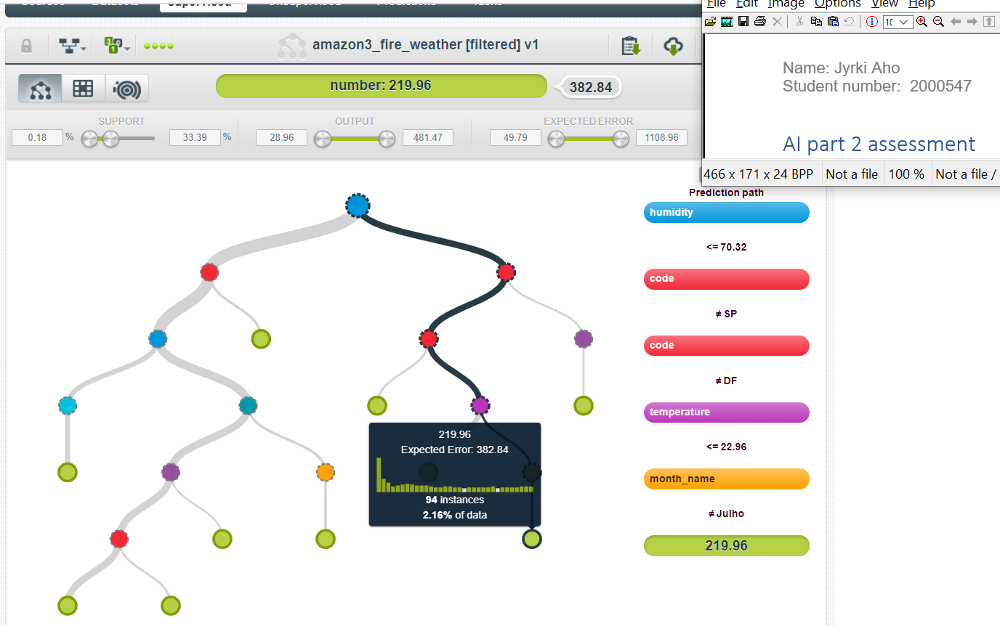 Supervised
File Edit Image Options View Help
amazon3_fire_weather [filtered] v1
number: 219.96
382.84
SUPPORT
OUTPUT
EXPECTED ERROR
0.18 %
33.39 %
28.96
481.47
49.79
1108.96
Name: Jyrki Aho
Student number: 2000547
AI part 2 assessment
466 x 171 x 24 BPP
Not a file
100 %
Not a file /
Prediction path
humidity
<= 70.32
code
≠ SP
code
≠ DF
temperature
<= 22.96
month_name
≠ Julho
219.96
219.96
Expected Error: 382.84
94 instances
2.16% of data